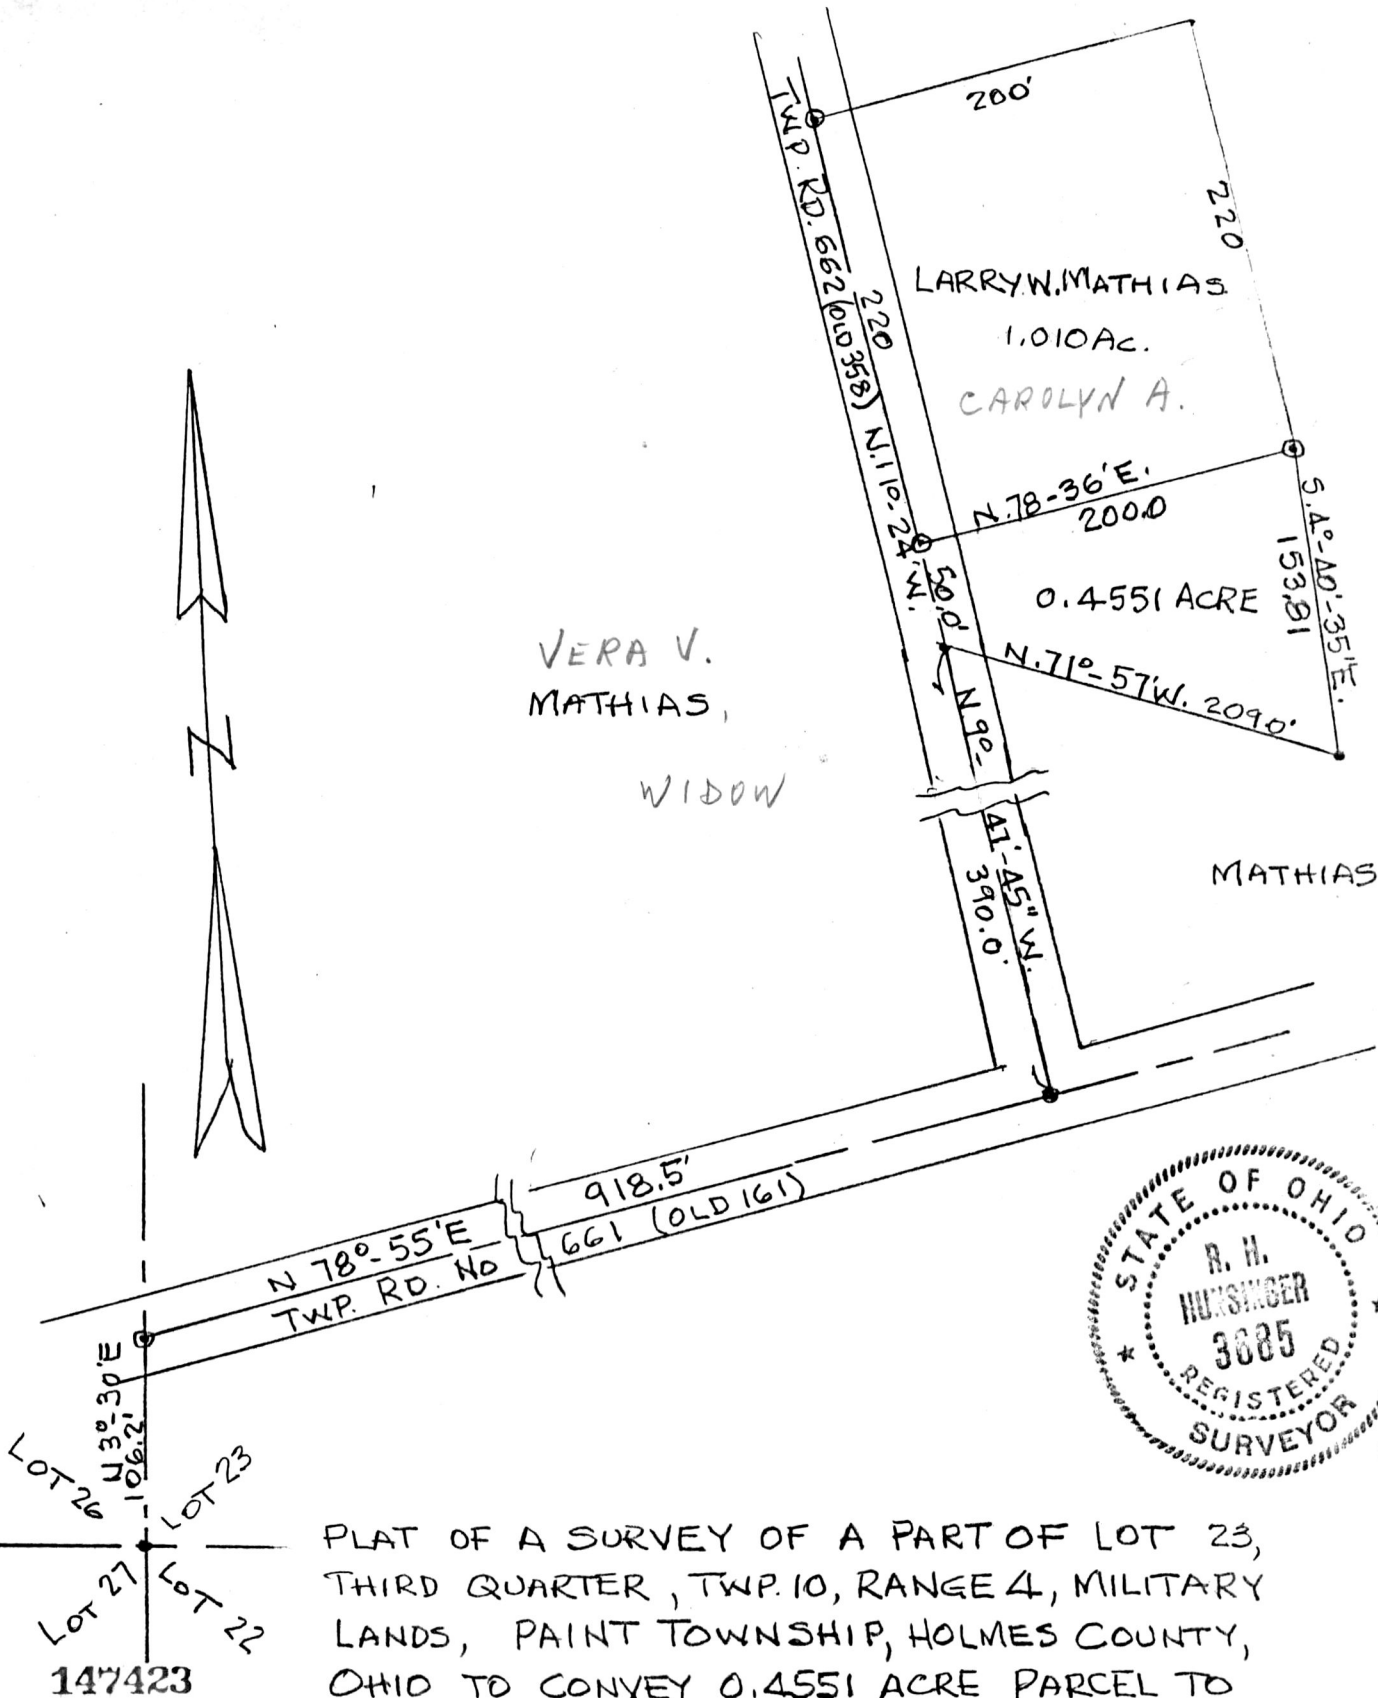 200'
220
TWP. RD. 662 (OLD 358) N.11°-24'W.
220
LARRY.W.MATHIAS
1.010 Ac.
CAROLYN A.
N.78-36'E.
200.0
S.4°-40'-35"E.
153.81
50.0'
0.4551 ACRE
N.71°-57'W. 209.0'
VERA V.
MATHIAS,
WIDOW
N
N.9°-41'-45" W.
390.0'
MATHIAS
918.5'
N 78°-55'E
TWP. RD. No 661 (OLD 161)
N 3°-30'E
106.2'
LOT 26
LOT 23
LOT 27
LOT 22
STATE OF OHIO
R. H.
HUNSINGER
3685
REGISTERED
SURVEYOR
PLAT OF A SURVEY OF A PART OF LOT 23,
THIRD QUARTER, TWP. 10, RANGE 4, MILITARY
LANDS, PAINT TOWNSHIP, HOLMES COUNTY,
OHIO TO CONVEY 0.4551 ACRE PARCEL TO
147423